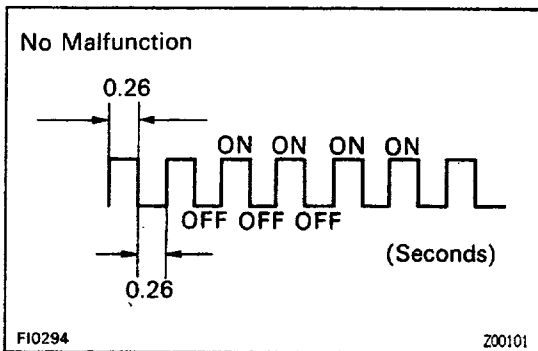 No Malfunction
0.26
ON ON ON ON
OFF OFF OFF
(Seconds)
0.26
FI0294 Z00101